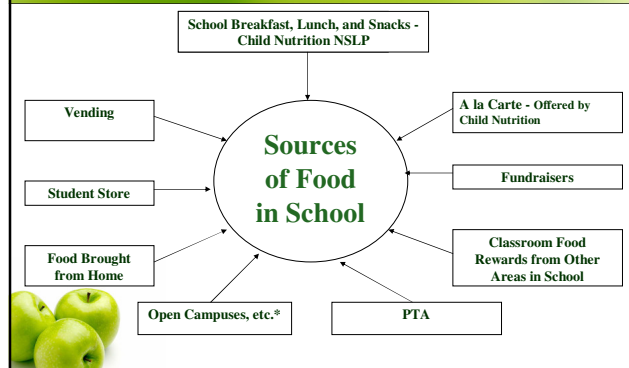 School Breakfast, Lunch, and Snacks -
Child Nutrition NSLP
Vending
A la Carte - Offered by
Child Nutrition
Sources
of Food
in School
Student Store
Fundraisers
Food Brought
from Home
Classroom Food
Rewards from Other
Areas in School
Open Campuses, etc.*
PTA